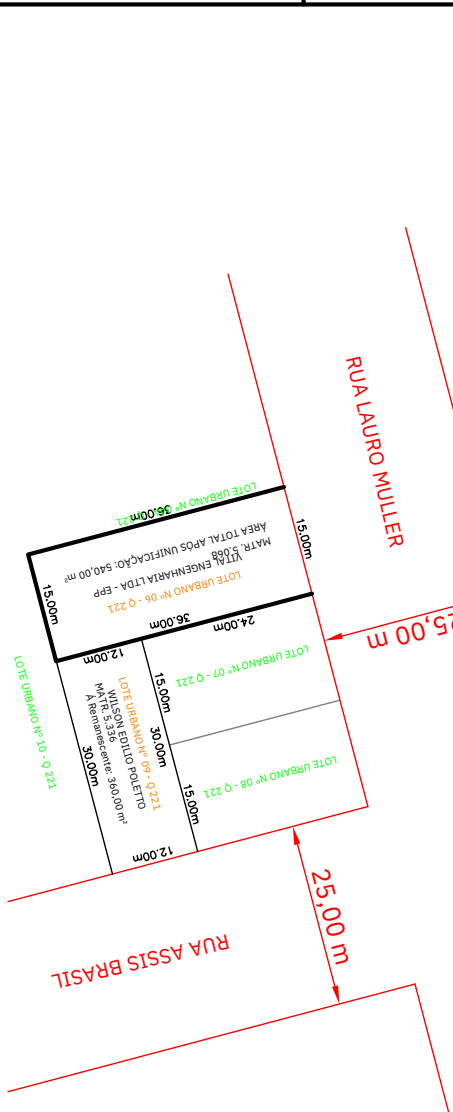 RUA LAURO MULLER
25,00 m
LOTE URBANO Nº
221
36.00m
15.00m
15.00m
ÁREA TOTAL APÓS UNIFICAÇÃO: 540,00 m²
MATR. 5.068
VITAL ENGENHARIA LTDA - EPP
LOTE URBANO Nº 06 - Q 221
36.00m
24.00m
12.00m
LOTE URBANO Nº 07 - Q 221
15.00m
LOTE URBANO Nº 10 - Q 221
30.00m
LOTE URBANO Nº 09 - Q 221
WILSON EDILIO POLETTO
MATR. 5.336
Á Remanescente: 360,00 m²
30.00m
15.00m
LOTE URBANO Nº 08 - Q 221
12.00m
25,00 m
RUA ASSIS BRASIL